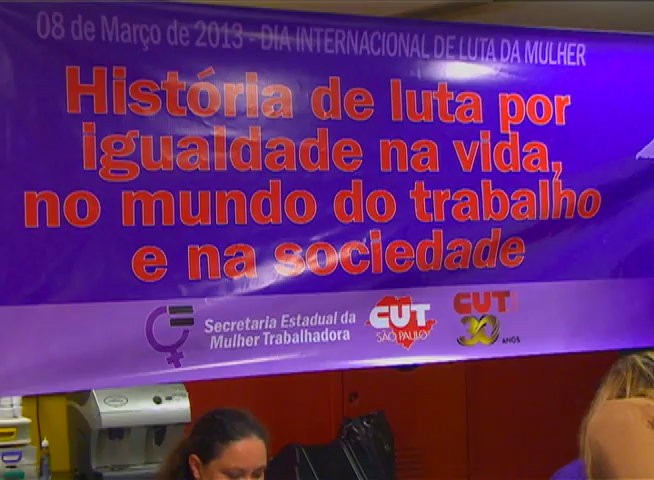 08 de Março de 2013 - DIA INTERNACIONAL DE LUTA DA MULHER
História de luta por
igualdade na vida,
no mundo do trabalho
e na sociedade
Secretaria Estadual da
Mulher Trabalhadora
CUT
SÃO PAULO
CUT
30
ANOS